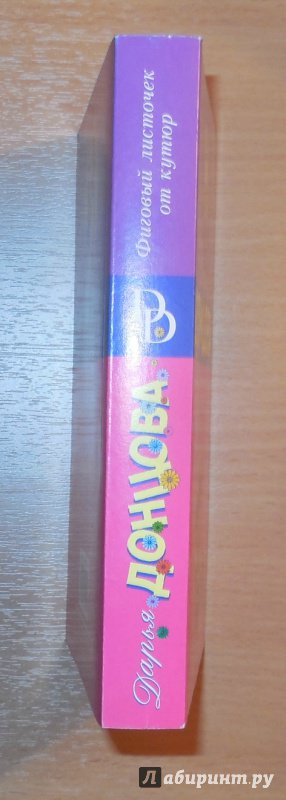 Дарья
ДОНЦОВА
Фиговый листочек
от кутюр
Лабиринт.ру